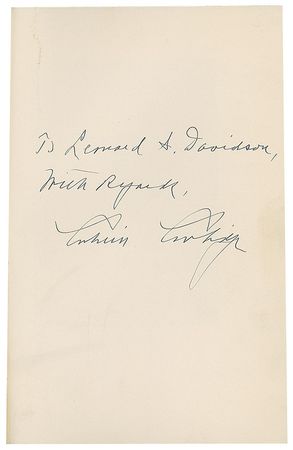 To Leonard A. Davidson,
With Regards,
Calvin Coolidge